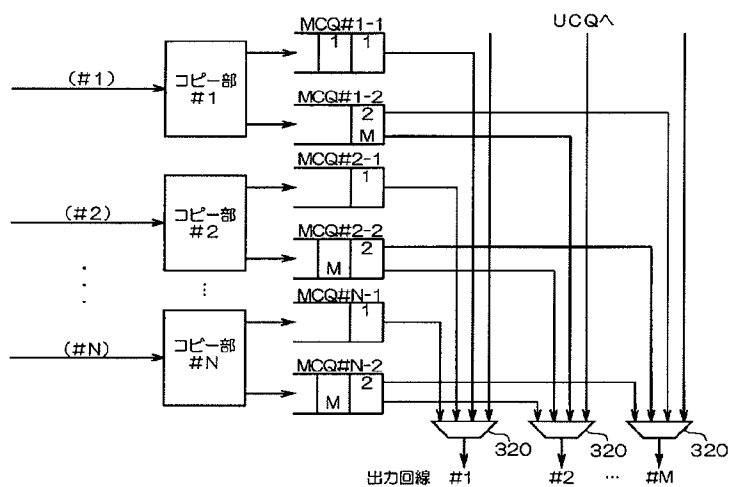 MCQ#1-1
UCQへ
1 1
(#1)
コピー部
#1
MCQ#1-2
2
M
MCQ#2-1
1
(#2)
コピー部
#2
MCQ#2-2
M 2
MCQ#N-1
1
(#N)
コピー部
#N
MCQ#N-2
M 2
320 320 320
出力回線 #1 #2 … #M